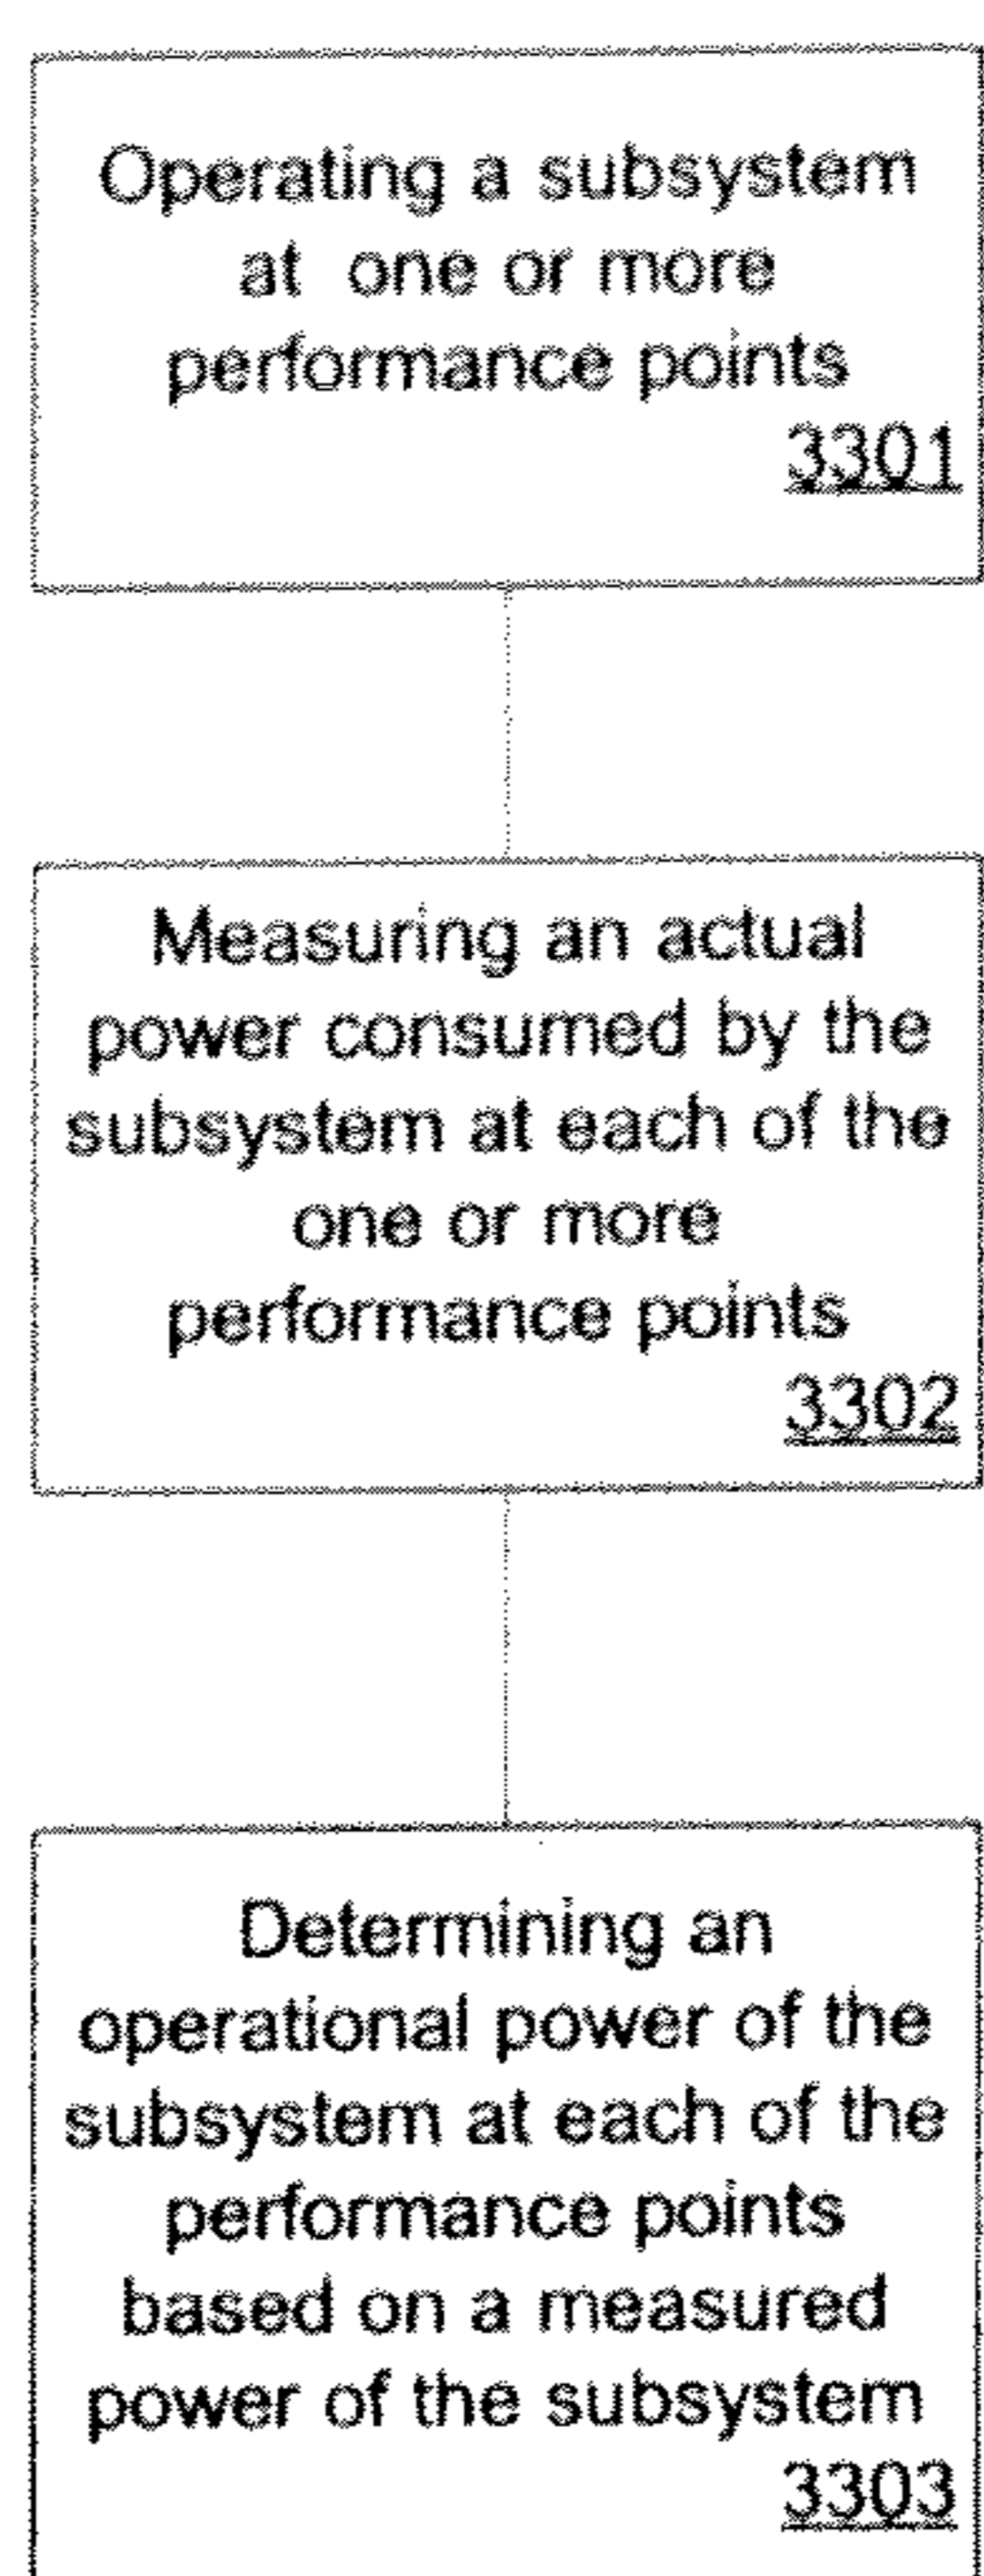 Operating a subsystem
at one or more
performance points
3301
Measuring an actual
power consumed by the
subsystem at each of the
one or more
performance points
3302
Determining an
operational power of the
subsystem at each of the
performance points
based on a measured
power of the subsystem
3303